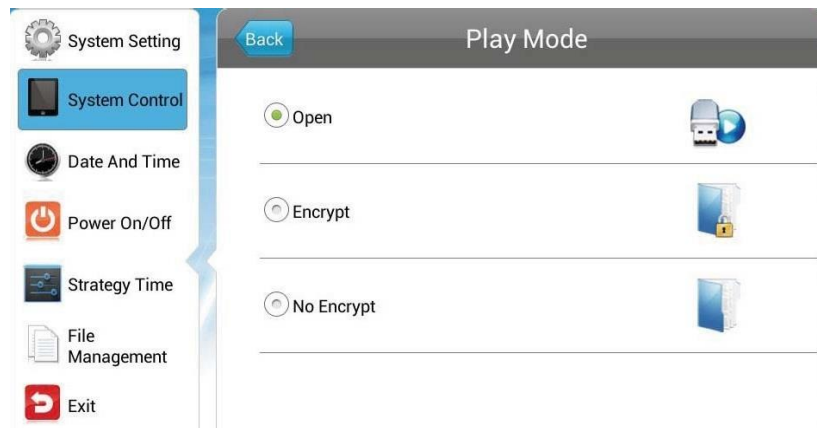 System Setting
System Control
Date And Time
Power On/Off
Strategy Time
File
Management
Exit
Back
Play Mode
Open
Encrypt
No Encrypt